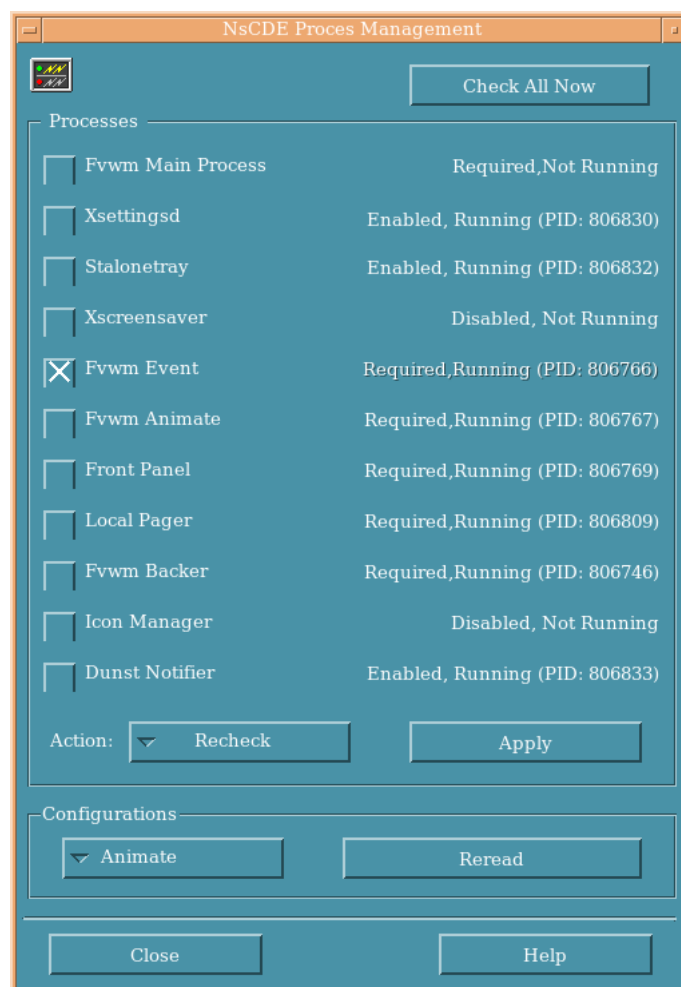 NsCDE Proces Management
Check All Now
Processes
Fvwm Main Process Required,Not Running
Xsettingsd Enabled, Running (PID: 806830)
Stalonetray Enabled, Running (PID: 806832)
Xscreensaver Disabled, Not Running
Fvwm Event Required,Running (PID: 806766)
Fvwm Animate Required,Running (PID: 806767)
Front Panel Required,Running (PID: 806769)
Local Pager Required,Running (PID: 806809)
Fvwm Backer Required,Running (PID: 806746)
Icon Manager Disabled, Not Running
Dunst Notifier Enabled, Running (PID: 806833)
Action: Recheck Apply
Configurations
Animate Reread
Close Help